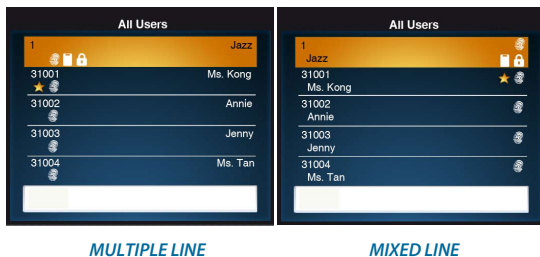 All Users
1 Jazz
31001 Ms. Kong
31002 Annie
31003 Jenny
31004 Ms. Tan
MULTIPLE LINE
All Users
1
Jazz
31001
Ms. Kong
31002
Annie
31003
Jenny
31004
Ms. Tan
MIXED LINE